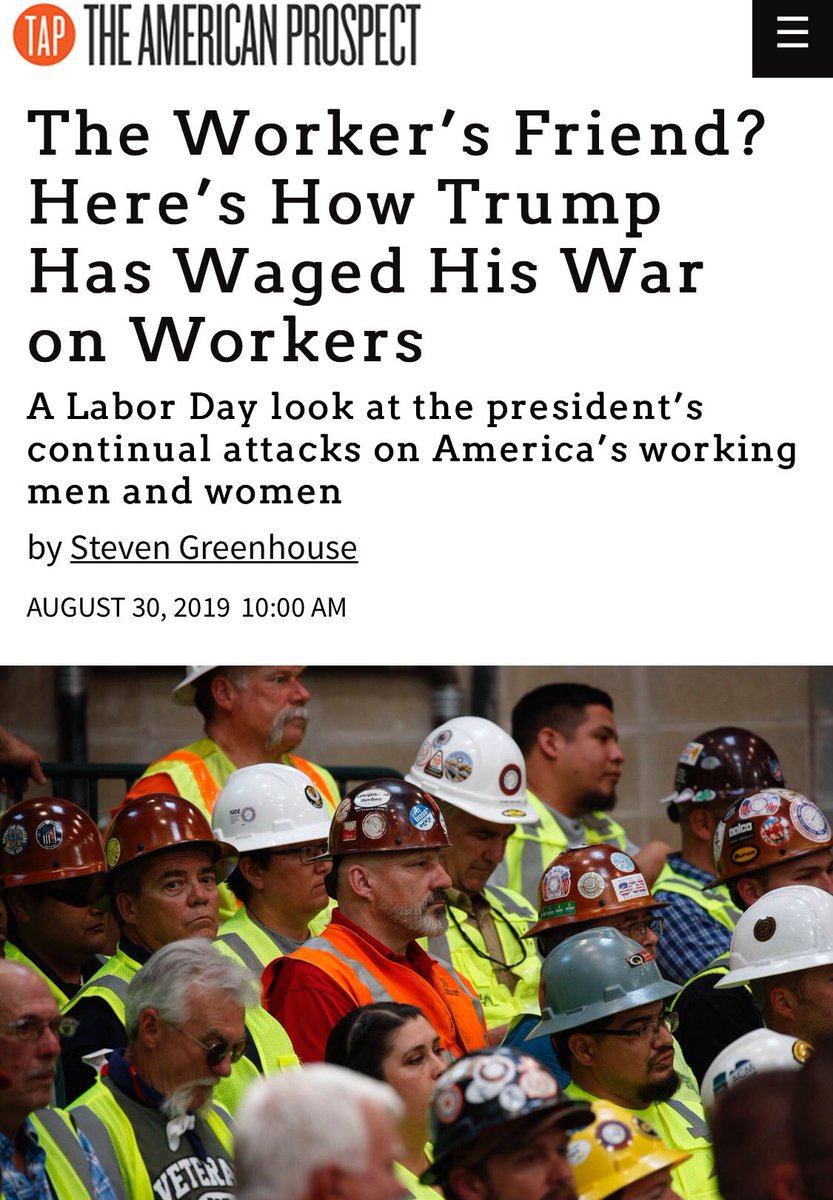 TAP THE AMERICAN PROSPECT
The Worker’s Friend?
Here’s How Trump
Has Waged His War
on Workers
A Labor Day look at the president’s
continual attacks on America’s working
men and women
by Steven Greenhouse
AUGUST 30, 2019 10:00 AM
VETERAN